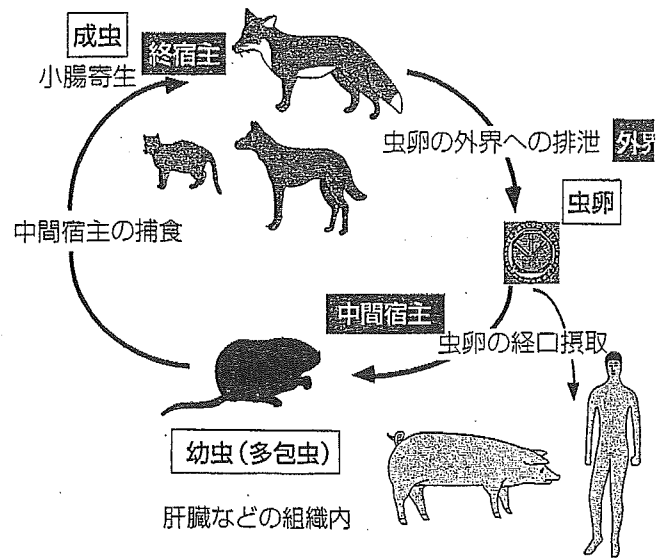 成虫
終宿主
小腸寄生
虫卵の外界への排泄
外界
虫卵
中間宿主の捕食
中間宿主
虫卵の経口摂取
幼虫(多包虫)
肝臓などの組織内